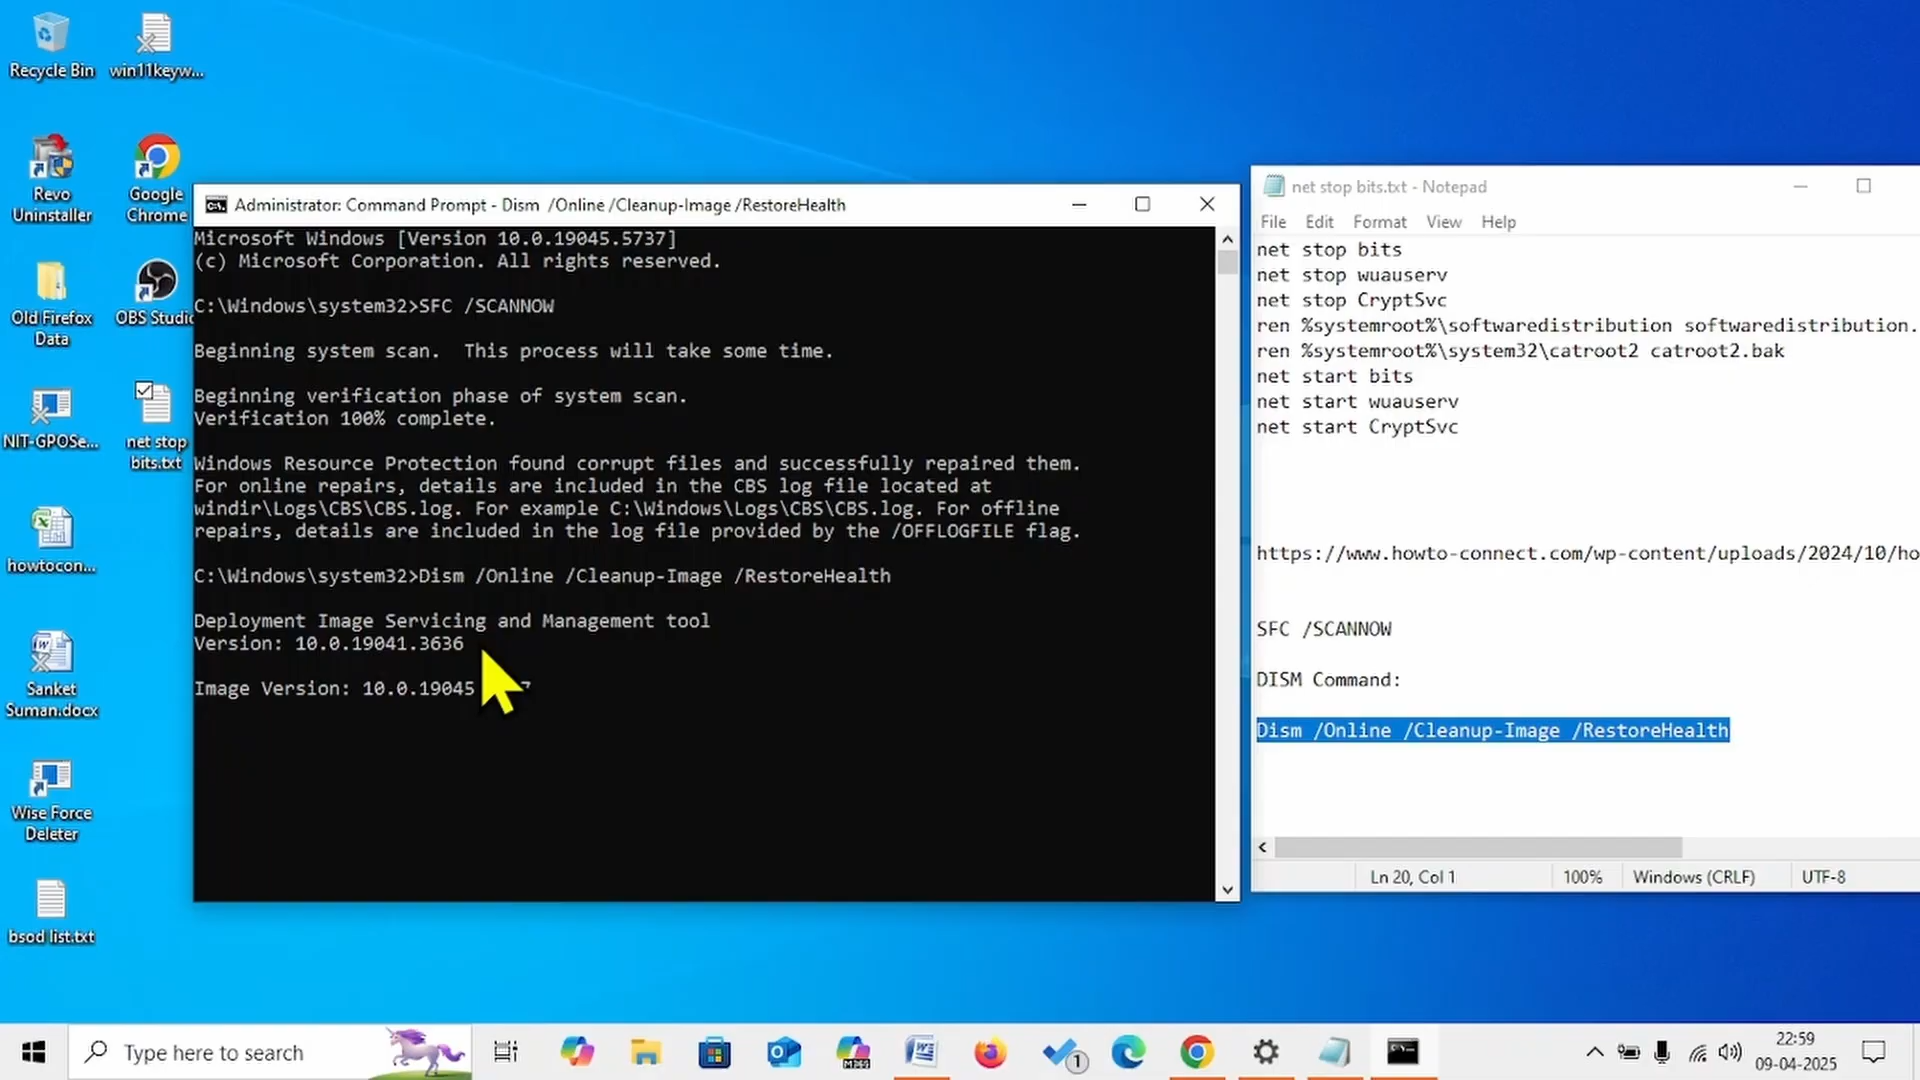 Recycle Bin
win11keyw...
Revo
Uninstaller
Google
Chrome
Old Firefox
Data
OBS Studio
NIT-GPOSe...
net stop
bits.txt
howtocon...
Sanket
Suman.docx
Wise Force
Deleter
bsod list.txt
Administrator: Command Prompt - Dism  /Online /Cleanup-Image /RestoreHealth
Microsoft Windows [Version 10.0.19045.5737]
(c) Microsoft Corporation. All rights reserved.
C:\Windows\system32>SFC /SCANNOW
Beginning system scan.  This process will take some time.
Beginning verification phase of system scan.
Verification 100% complete.
Windows Resource Protection found corrupt files and successfully repaired them.
For online repairs, details are included in the CBS log file located at
windir\Logs\CBS\CBS.log. For example C:\Windows\Logs\CBS\CBS.log. For offline
repairs, details are included in the log file provided by the /OFFLOGFILE flag.
C:\Windows\system32>Dism /Online /Cleanup-Image /RestoreHealth
Deployment Image Servicing and Management tool
Version: 10.0.19041.3636
Image Version: 10.0.19045
net stop bits.txt - Notepad
File Edit Format View Help
net stop bits
net stop wuauserv
net stop CryptSvc
ren %systemroot%\softwaredistribution softwaredistribution.
ren %systemroot%\system32\catroot2 catroot2.bak
net start bits
net start wuauserv
net start CryptSvc
https://www.howto-connect.com/wp-content/uploads/2024/10/ho
SFC /SCANNOW
DISM Command:
Dism /Online /Cleanup-Image /RestoreHealth
Ln 20, Col 1 100% Windows (CRLF) UTF-8
Type here to search
M365
1
22:59
09-04-2025